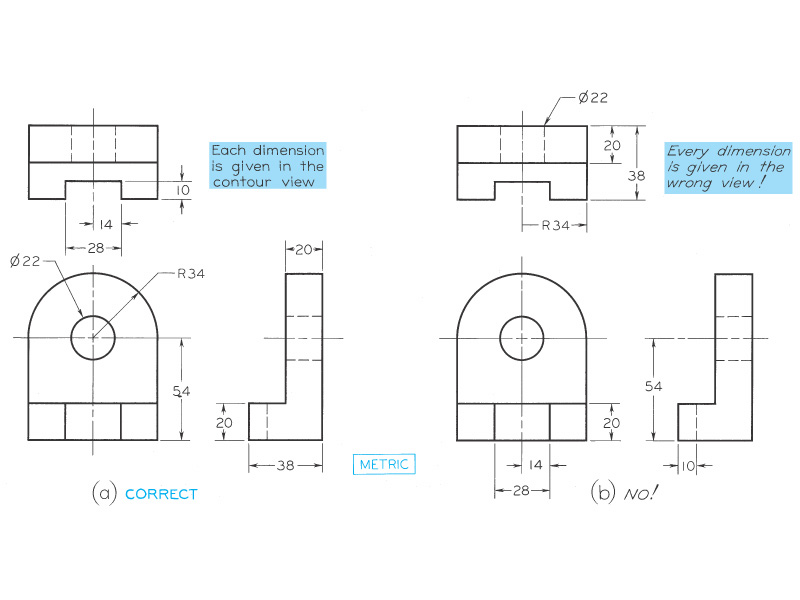 Ø22
Each dimension
is given in the
contour view
10
14
28
Ø22
R34
20
54
20
38
(a) CORRECT
METRIC
Every dimension
is given in the
wrong view!
20
38
R34
54
20
14
28
10
(b) NO!